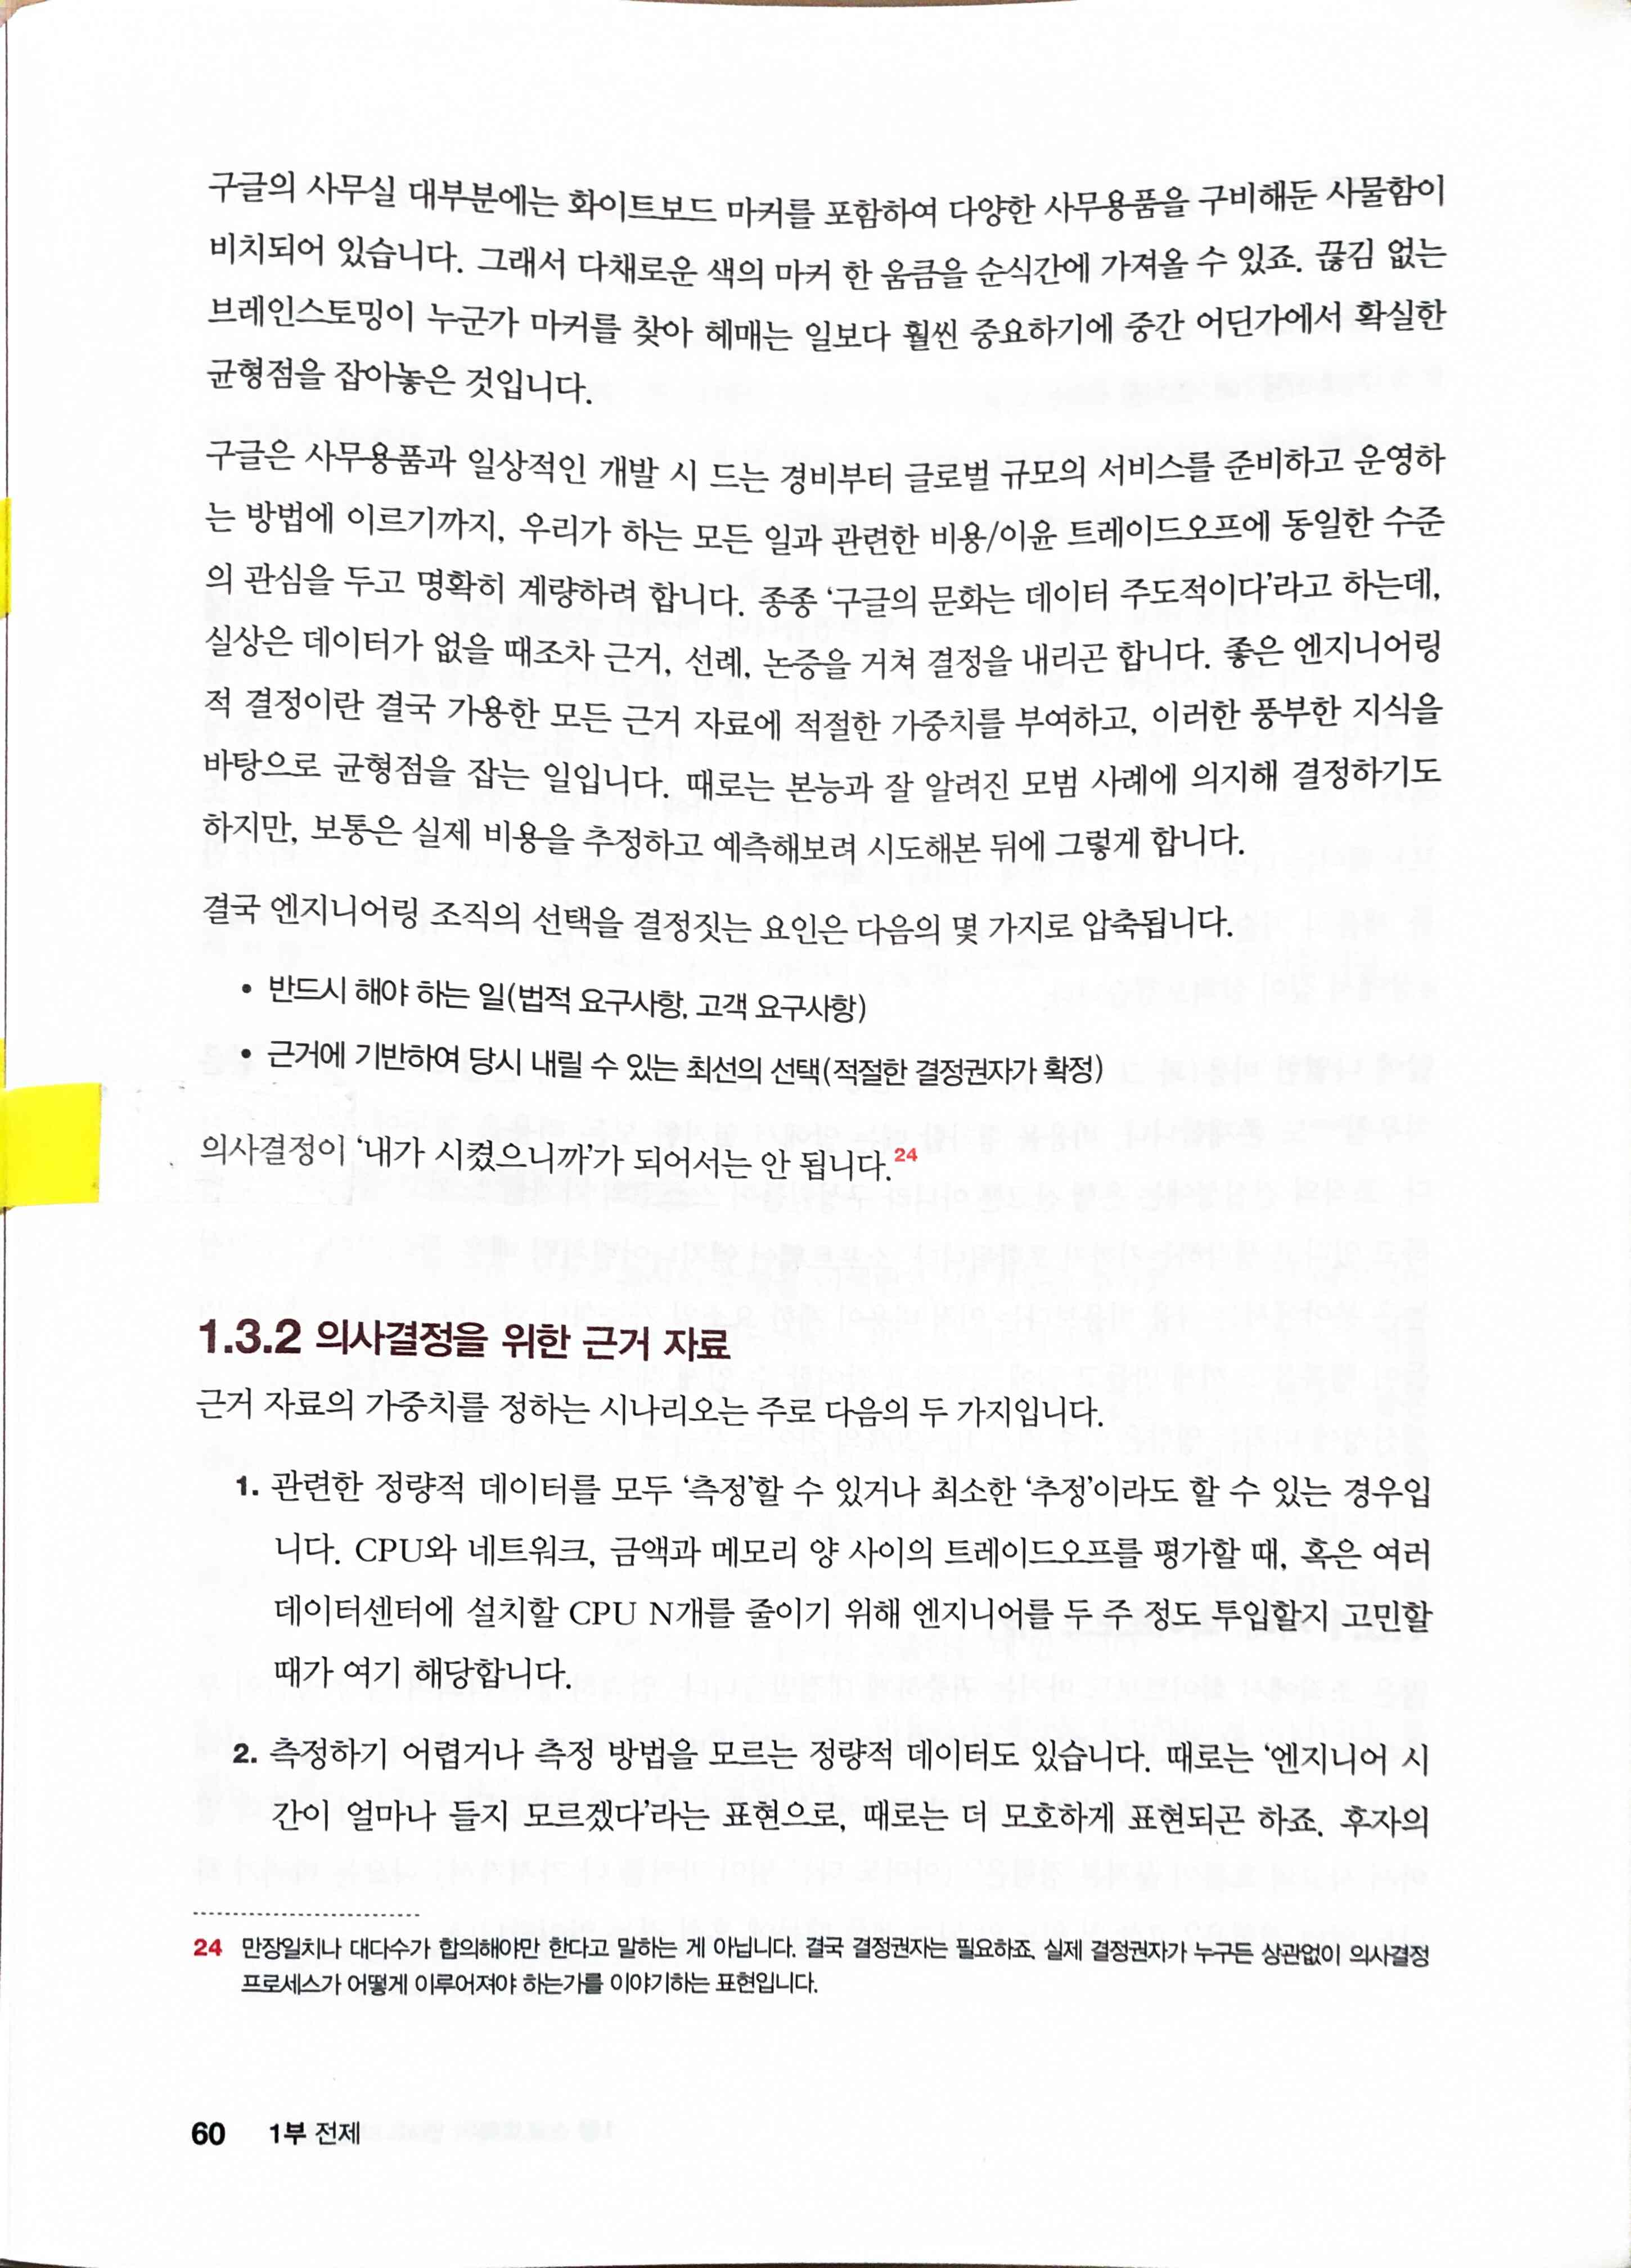 구글의 사무실 대부분에는 화이트보드 마커를 포함하여 다양한 사무용품을 구비해둔 사물함이
비치되어 있습니다. 그래서 다채로운 색의 마커 한 움큼을 순식간에 가져올 수 있죠. 끊김 없는
브레인스토밍이 누군가 마커를 찾아 헤매는 일보다 훨씬 중요하기에 중간 어딘가에서 확실한
균형점을 잡아놓은 것입니다.
구글은 사무용품과 일상적인 개발 시 드는 경비부터 글로벌 규모의 서비스를 준비하고 운영하
는 방법에 이르기까지, 우리가 하는 모든 일과 관련한 비용/이윤 트레이드오프에 동일한 수준
의 관심을 두고 명확히 계량하려 합니다. 종종 ‘구글의 문화는 데이터 주도적이다’라고 하는데,
실상은 데이터가 없을 때조차 근거, 선례, 논증을 거쳐 결정을 내리곤 합니다. 좋은 엔지니어링
적 결정이란 결국 가용한 모든 근거 자료에 적절한 가중치를 부여하고, 이러한 풍부한 지식을
바탕으로 균형점을 잡는 일입니다. 때로는 본능과 잘 알려진 모범 사례에 의지해 결정하기도
하지만, 보통은 실제 비용을 추정하고 예측해보려 시도해본 뒤에 그렇게 합니다.
결국 엔지니어링 조직의 선택을 결정짓는 요인은 다음의 몇 가지로 압축됩니다.
• 반드시 해야 하는 일(법적 요구사항, 고객 요구사항)
• 근거에 기반하여 당시 내릴 수 있는 최선의 선택(적절한 결정권자가 확정)
의사결정이 ‘내가 시켰으니까’가 되어서는 안 됩니다.24
1.3.2 의사결정을 위한 근거 자료
근거 자료의 가중치를 정하는 시나리오는 주로 다음의 두 가지입니다.
1. 관련한 정량적 데이터를 모두 ‘측정’할 수 있거나 최소한 ‘추정’이라도 할 수 있는 경우입
니다. CPU와 네트워크, 금액과 메모리 양 사이의 트레이드오프를 평가할 때, 혹은 여러
데이터센터에 설치할 CPU N개를 줄이기 위해 엔지니어를 두 주 정도 투입할지 고민할
때가 여기 해당합니다.
2. 측정하기 어렵거나 측정 방법을 모르는 정량적 데이터도 있습니다. 때로는 ‘엔지니어 시
간이 얼마나 들지 모르겠다’라는 표현으로, 때로는 더 모호하게 표현되곤 하죠. 후자의
24 만장일치나 대다수가 합의해야만 한다고 말하는 게 아닙니다. 결국 결정권자는 필요하죠. 실제 결정권자가 누구든 상관없이 의사결정
프로세스가 어떻게 이루어져야 하는가를 이야기하는 표현입니다.
60 1부 전제